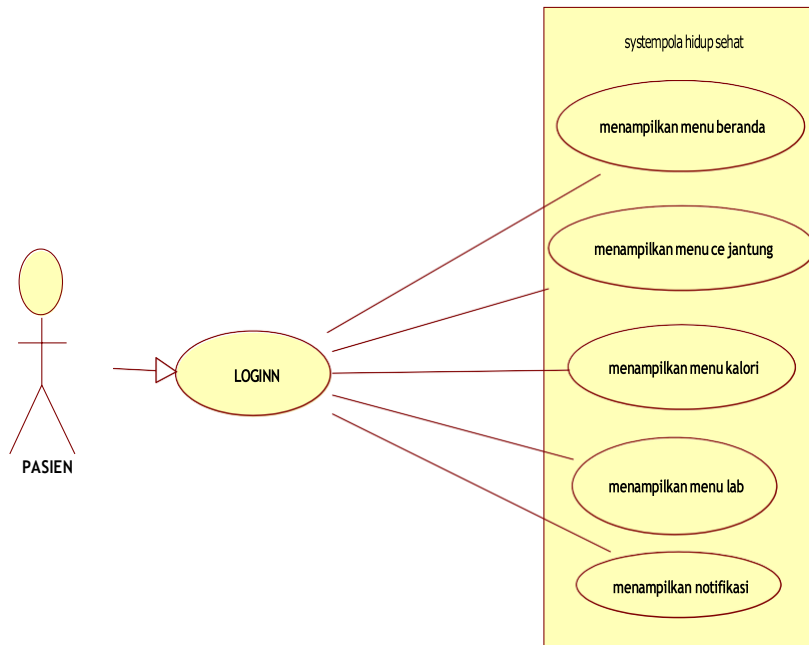 systempola hidup sehat
menampilkan menu beranda
menampilkan menu ce jantung
menampilkan menu kalori
LOGINN
PASIEN
menampilkan menu lab
menampilkan notifikasi